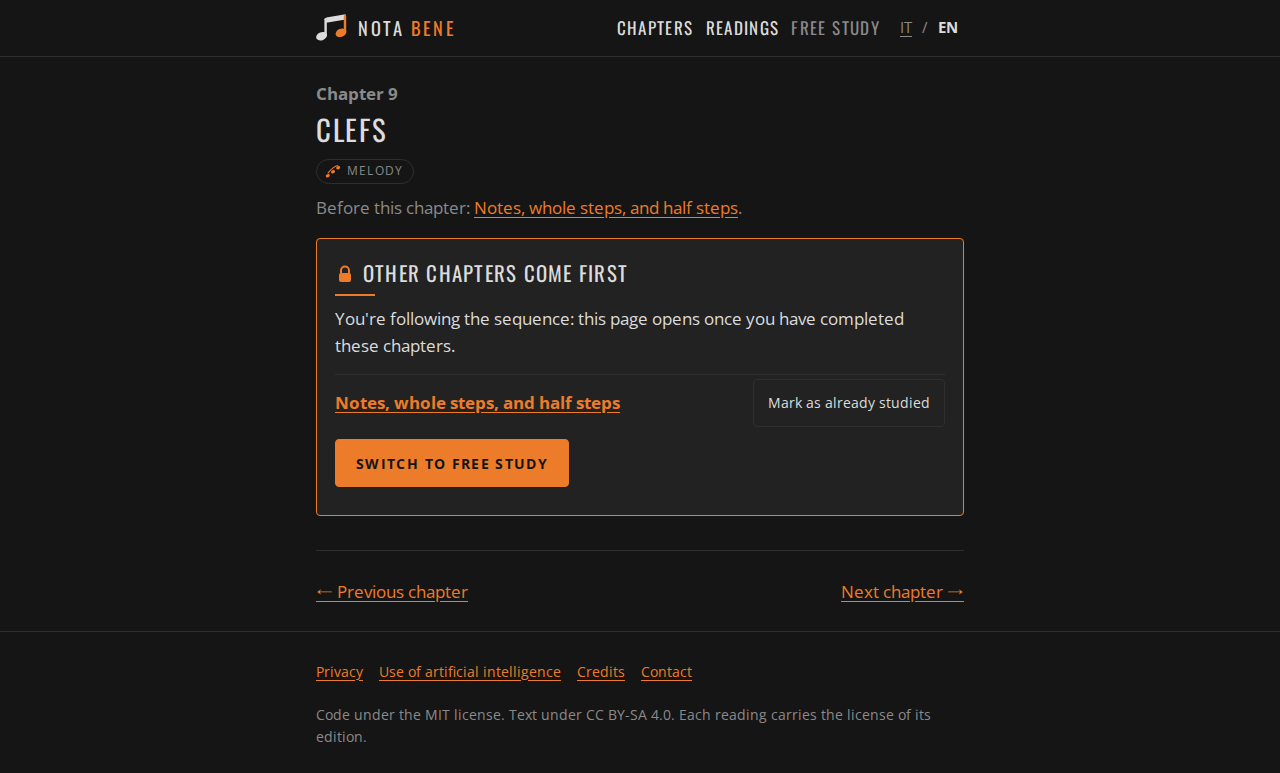 NOTA BENE
CHAPTERS READINGS FREE STUDY IT / EN
Chapter 9
CLEFS
MELODY
Before this chapter: Notes, whole steps, and half steps.
OTHER CHAPTERS COME FIRST
You're following the sequence: this page opens once you have completed
these chapters.
Notes, whole steps, and half steps
Mark as already studied
SWITCH TO FREE STUDY
← Previous chapter
Next chapter →
Privacy Use of artificial intelligence Credits Contact
Code under the MIT license. Text under CC BY-SA 4.0. Each reading carries the license of its
edition.